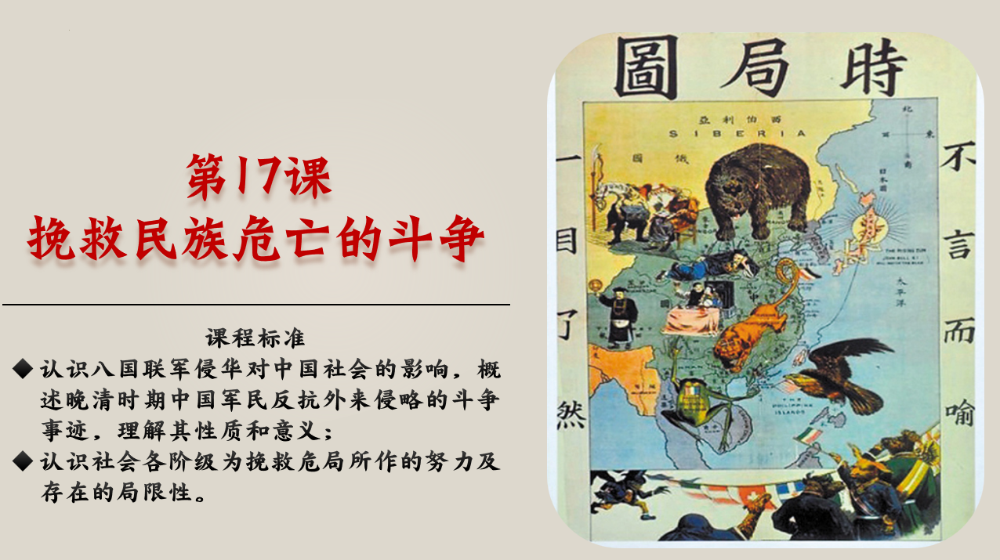 第17课
挽救民族危亡的斗争
课程标准
◆认识八国联军侵华对中国社会的影响，概
述晚清时期中国军民反抗外来侵略的斗争
事迹，理解其性质和意义；
◆认识社会各阶级为挽救危局所作的努力及
存在的局限性。
圖局時
不言而喻
一目了然
北
西 東
南
亞利伯西
SIBERIA
圖俄
日本國
THE RISING SUN
太平洋
中
國
THE
PHILIPPINE
ISLANDS